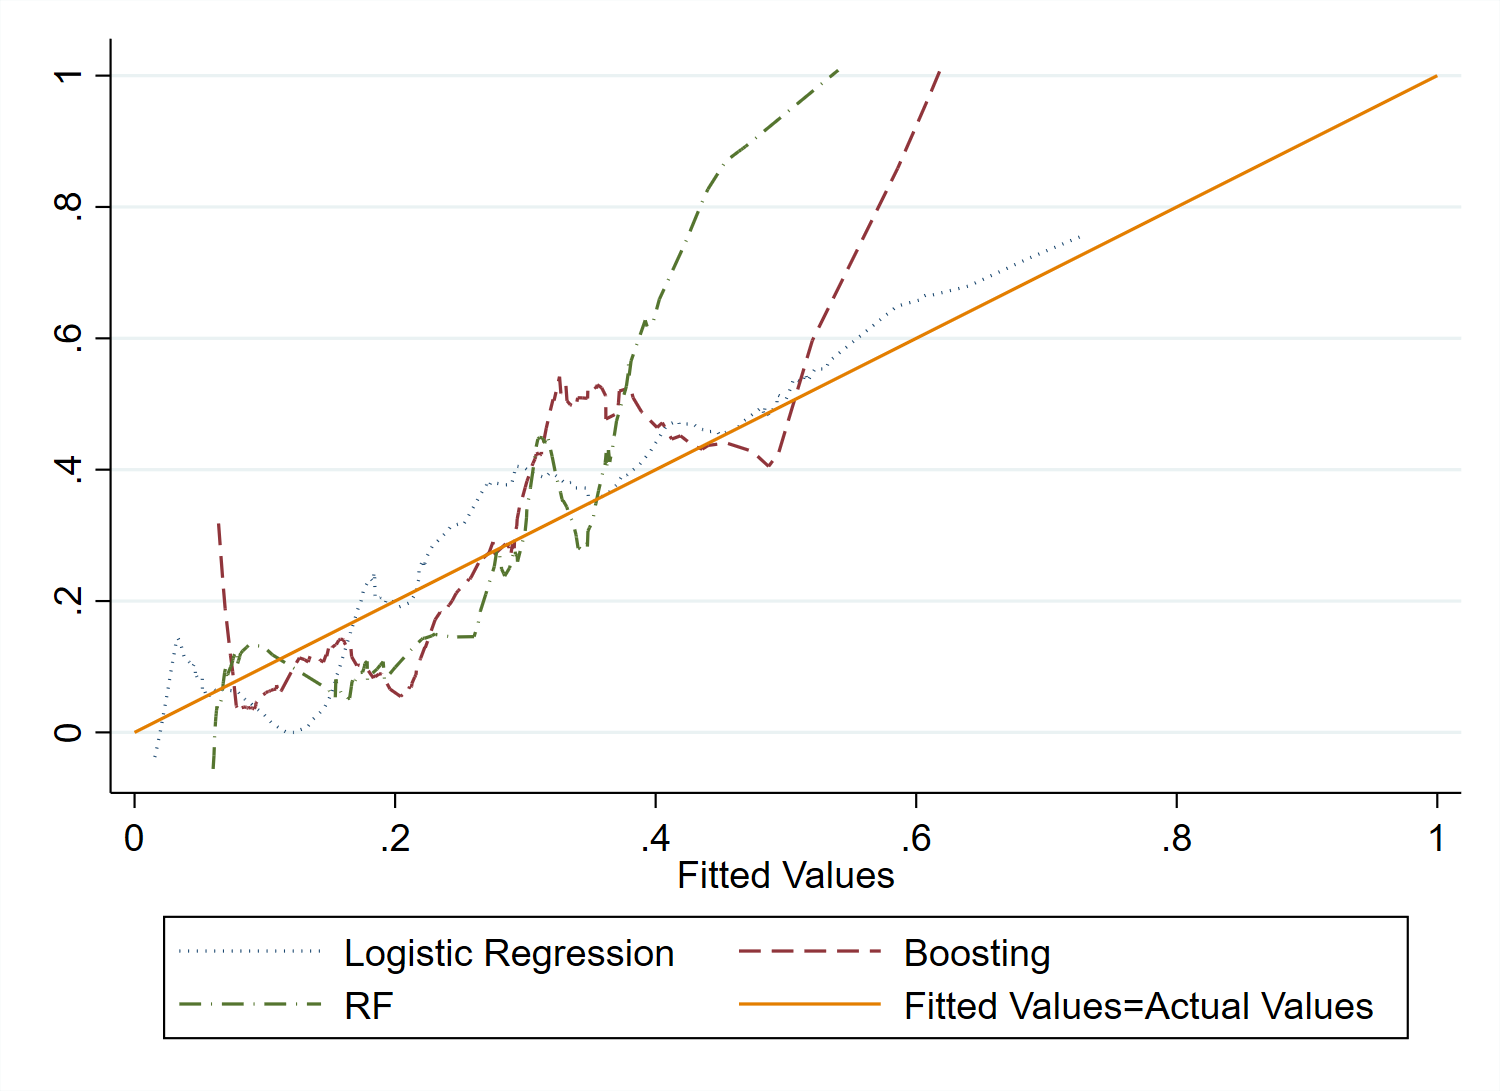 1
.8
.6
.4
.2
0
0 .2 .4 .6 .8 1
Fitted Values
Logistic Regression Boosting
RF Fitted Values=Actual Values